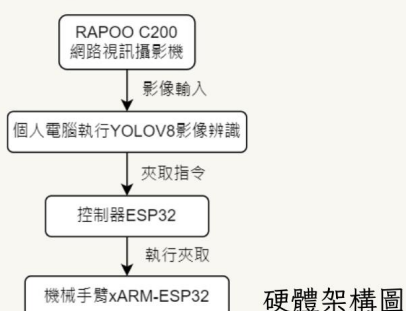 RAPOO C200
網路視訊攝影機
影像輸入
個人電腦執行YOLOV8影像辨識
夾取指令
控制器ESP32
執行夾取
機械手臂xARM-ESP32
硬體架構圖